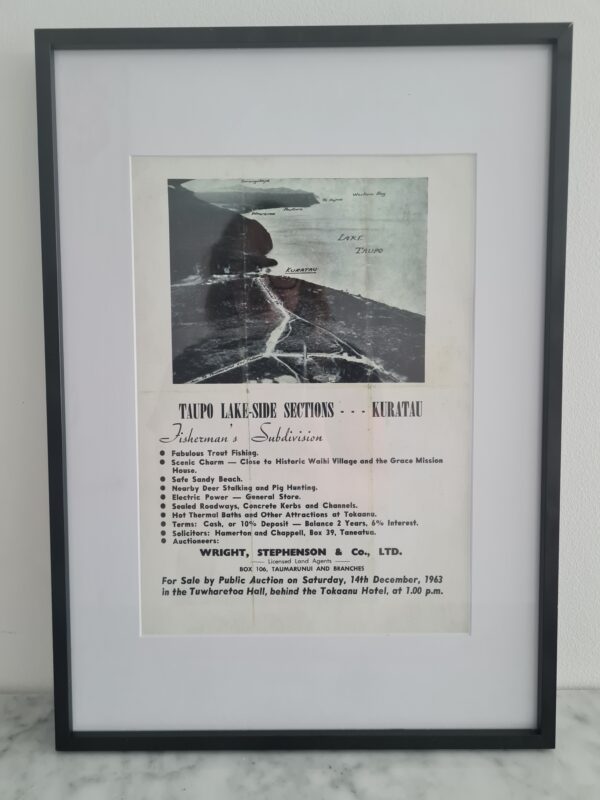 Western Bay
LAKE
TAUPO
KURATAU
TAUPO LAKE-SIDE SECTIONS - - - KURATAU
Fisherman's Subdivision
● Fabulous Trout Fishing.
● Scenic Charm — Close to Historic Waihi Village and the Grace Mission
House.
● Safe Sandy Beach.
● Nearby Deer Stalking and Pig Hunting.
● Electric Power — General Store.
● Sealed Roadways, Concrete Kerbs and Channels.
● Hot Thermal Baths and Other Attractions at Tokaanu.
● Terms: Cash, or 10% Deposit — Balance 2 Years, 6% Interest.
● Solicitors: Hamerton and Chappell, Box 39, Taneatua.
● Auctioneers:
WRIGHT, STEPHENSON & Co., LTD.
—— Licensed Land Agents ——
BOX 106, TAUMARUNUI AND BRANCHES
For Sale by Public Auction on Saturday, 14th December, 1963
in the Tuwharetoa Hall, behind the Tokaanu Hotel, at 1.00 p.m.